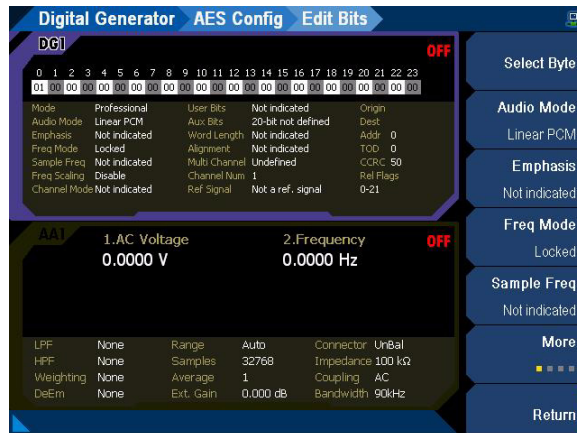 Digital Generator AES Config Edit Bits
DG1 OFF
0 1 2 3 4 5 6 7 8 9 10 11 12 13 14 15 16 17 18 19 20 21 22 23
01 00 00 00 00 00 00 00 00 00 00 00 00 00 00 00 00 00 00 00 00 00 00 00
Mode Professional User Bits Not indicated Origin
Audio Mode Linear PCM Aux Bits 20-bit not defined Dest
Emphasis Not indicated Word Length Not indicated Addr 0
Freq Mode Locked Alignment Not indicated TOD 0
Sample Freq Not indicated Multi Channel Undefined CCRC 50
Freq Scaling Disable Channel Num 1 Rel Flags
Channel Mode Not indicated Ref Signal Not a ref. signal 0-21
AA1 1.AC Voltage 2.Frequency OFF
0.0000 V 0.0000 Hz
LPF None Range Auto Connector UnBal
HPF None Samples 32768 Impedance 100 kΩ
Weighting None Average 1 Coupling AC
DeEm None Ext. Gain 0.000 dB Bandwidth 90kHz
Select Byte
Audio Mode
Linear PCM
Emphasis
Not indicated
Freq Mode
Locked
Sample Freq
Not indicated
More
Return